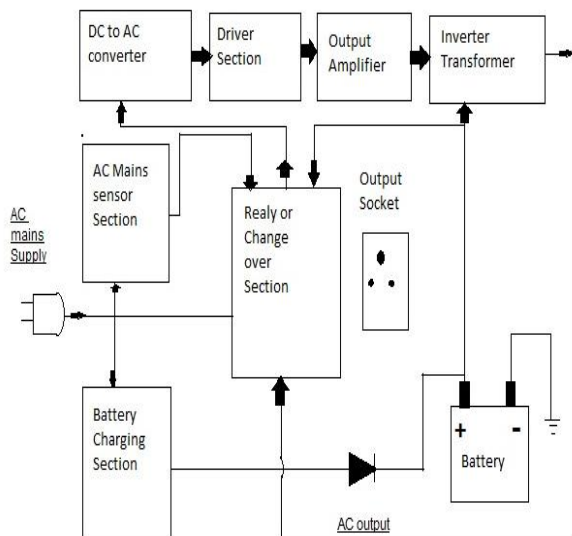 DC to AC
converter
Driver
Section
Output
Amplifier
Inverter
Transformer
AC Mains
sensor
Section
Realy or
Change
over
Section
Output
Socket
AC
mains
Supply
Battery
Charging
Section
+ -
Battery
AC output